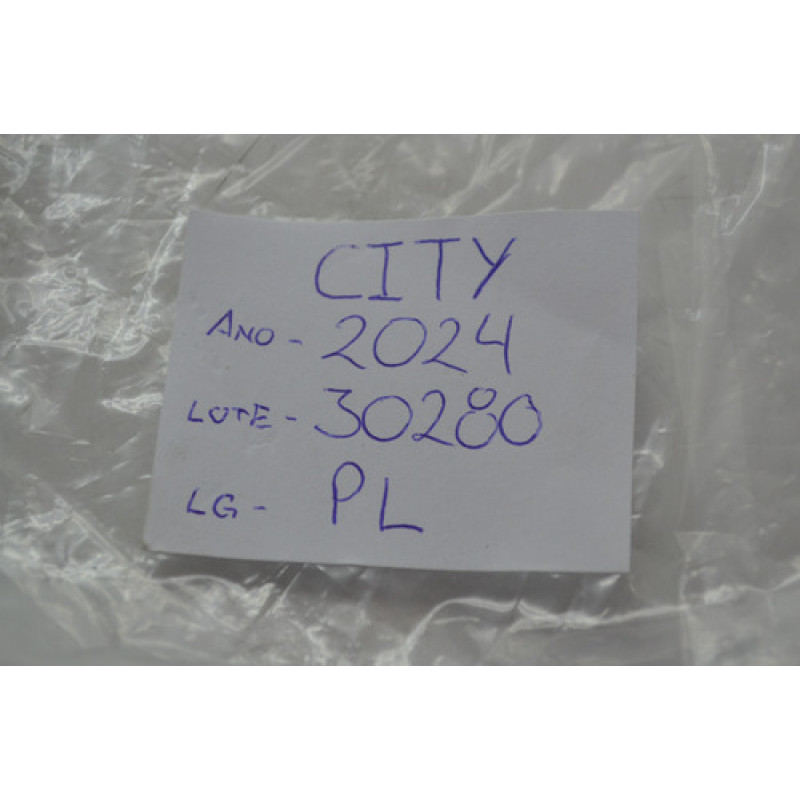 CITY
ANO - 2024
LOTE - 30280
LG - PL